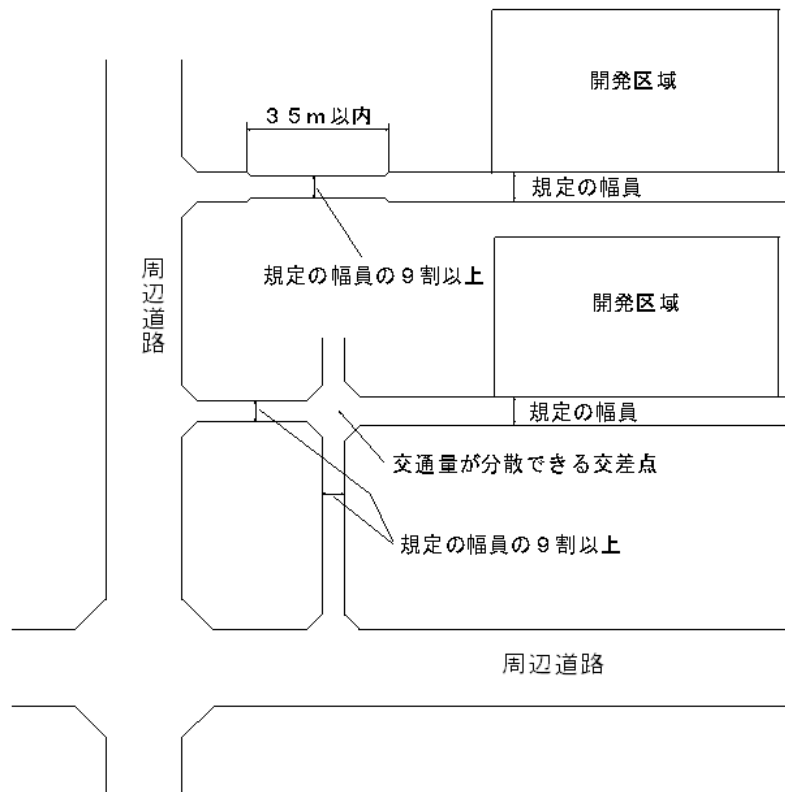 開発区域
35m以内
規定の幅員
規定の幅員の9割以上
周辺道路
開発区域
規定の幅員
交通量が分散できる交差点
規定の幅員の9割以上
周辺道路